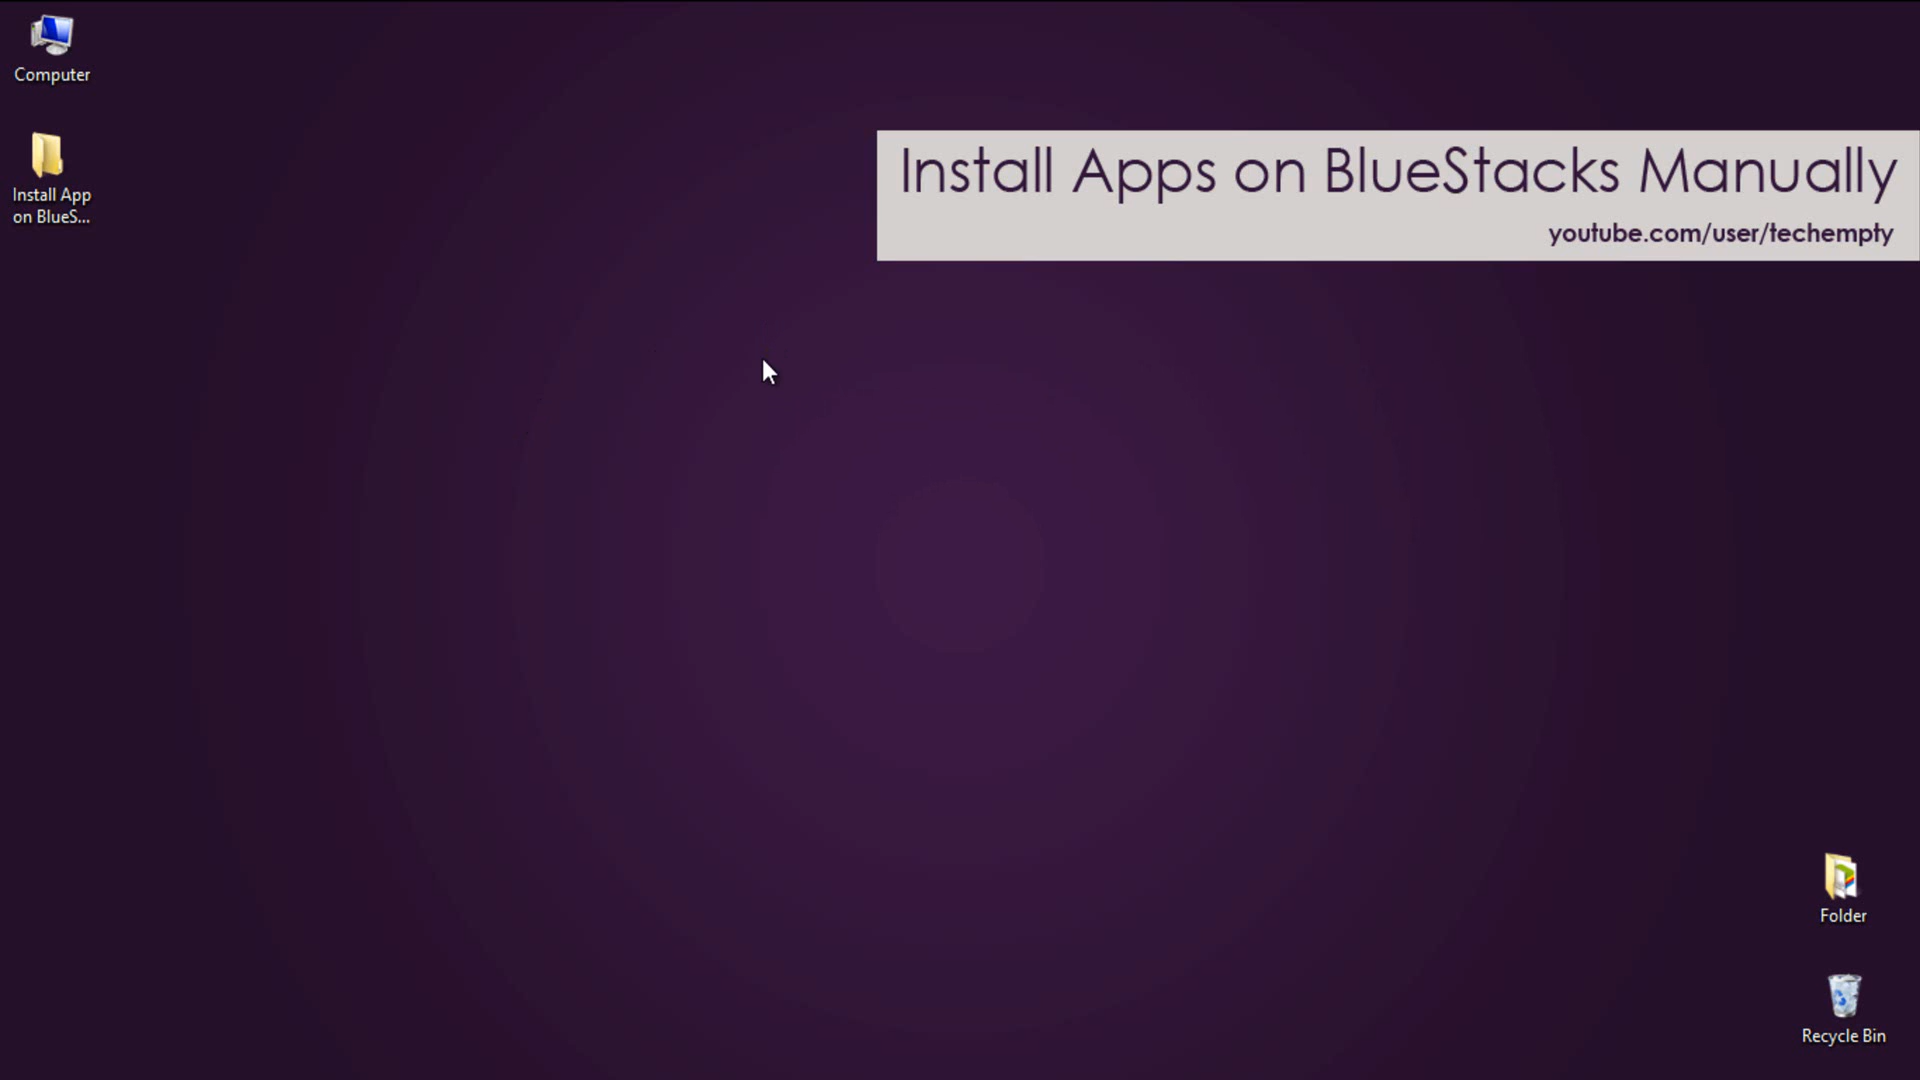 Computer
Install App
on BlueS...
Install Apps on BlueStacks Manually
youtube.com/user/techempty
Folder
Recycle Bin